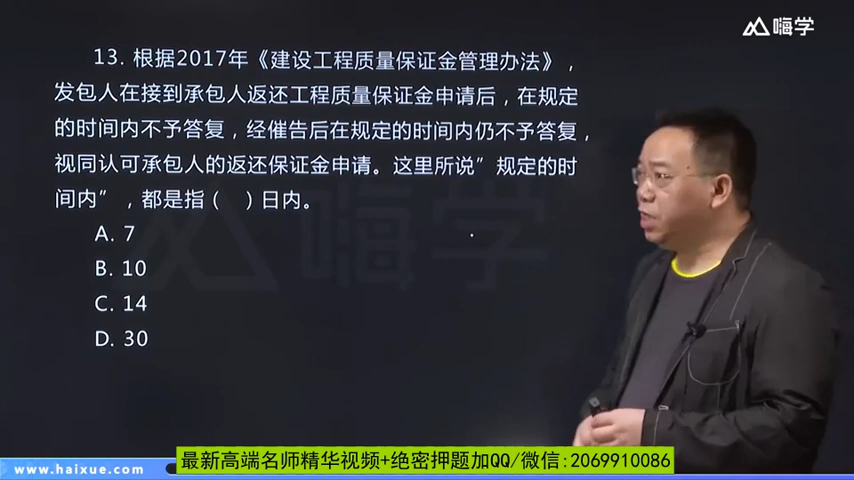 嗨学
13. 根据2017年《建设工程质量保证金管理办法》，
发包人在接到承包人返还工程质量保证金申请后，在规定
的时间内不予答复，经催告后在规定的时间内仍不予答复，
视同认可承包人的返还保证金申请。这里所说”规定的时
间内”，都是指（ ）日内。
嗨学
A. 7
B. 10
C. 14
D. 30
最新高端名师精华视频+绝密押题加QQ/微信:2069910086
www.haixue.com